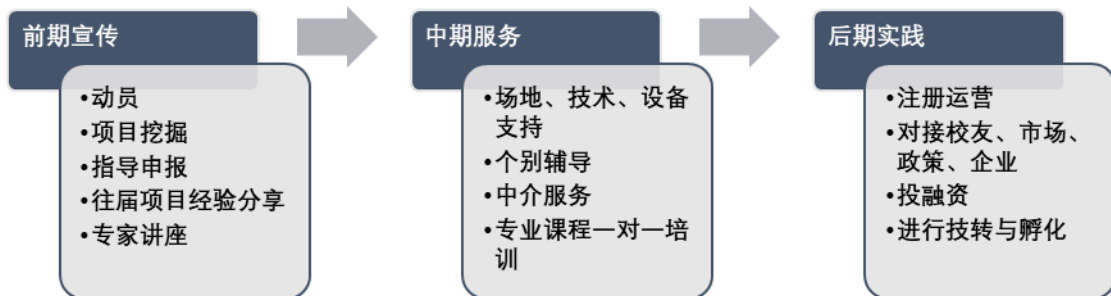 前期宣传
•动员
•项目挖掘
•指导申报
•往届项目经验分享
•专家讲座
中期服务
•场地、技术、设备
支持
•个别辅导
•中介服务
•专业课程一对一培
训
后期实践
•注册运营
•对接校友、市场、
政策、企业
•投融资
•进行技转与孵化